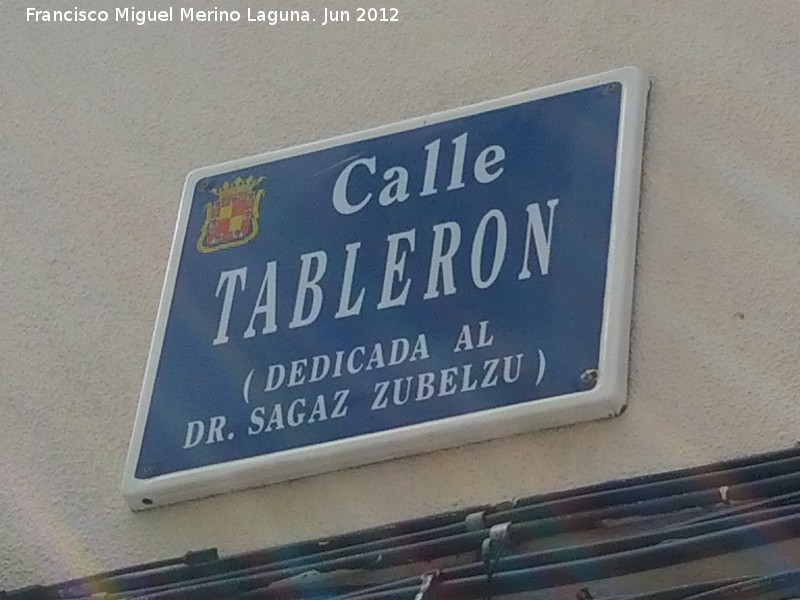 Francisco Miguel Merino Laguna. Jun 2012
Calle
TABLERON
( DEDICADA AL
DR. SAGAZ ZUBELZU )